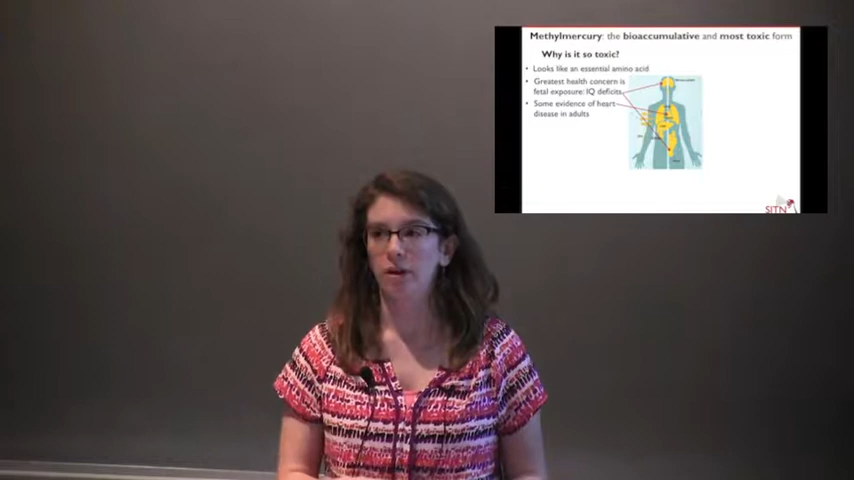 Methylmercury: the bioaccumulative and most toxic form
Why is it so toxic?
• Looks like an essential amino acid
• Greatest health concern is
fetal exposure: IQ deficits
• Some evidence of heart
disease in adults
SITN